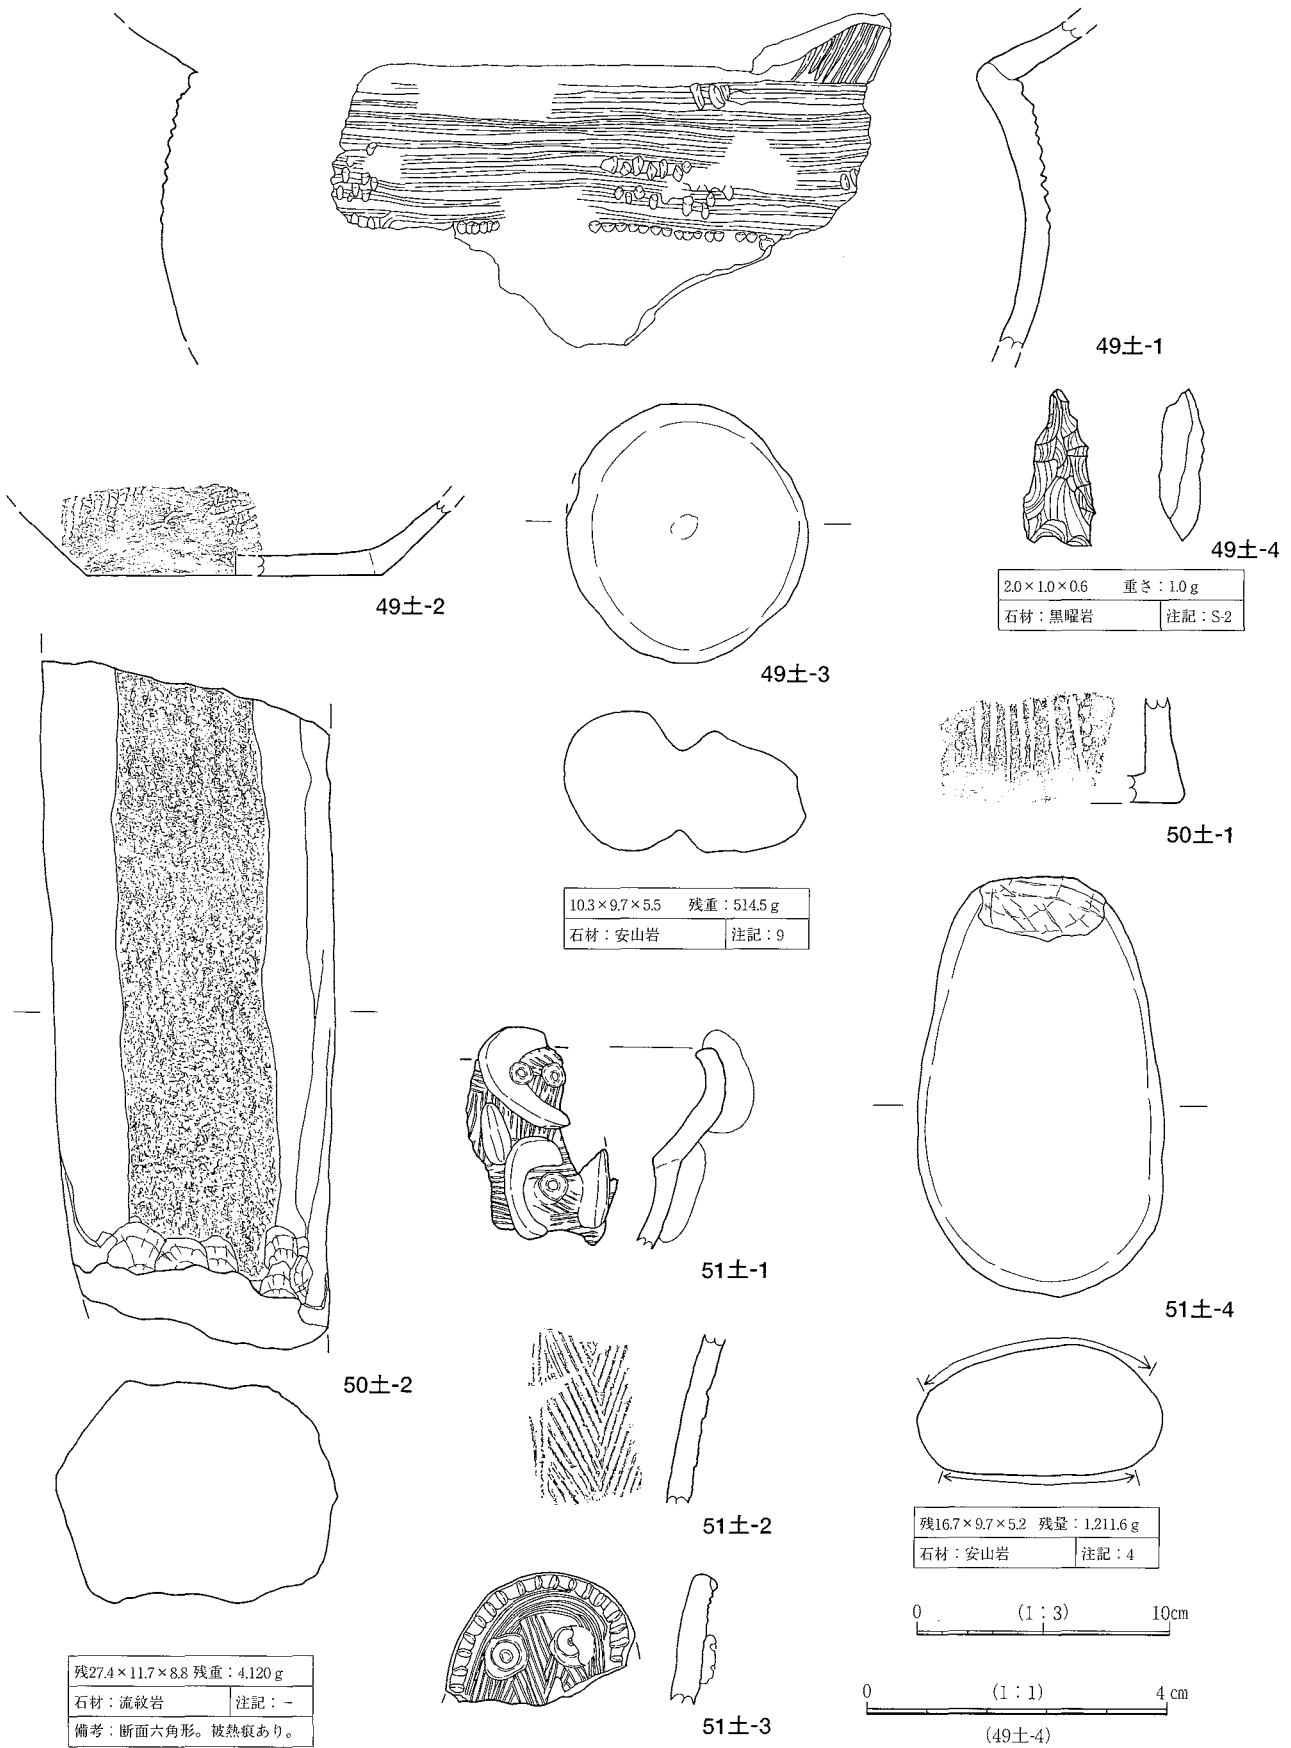 49土-1
49土-2
49土-3
49土-4
2.0×1.0×0.6 重さ：1.0g
石材：黒曜岩 注記：S-2
50土-1
10.3×9.7×5.5 残重：514.5g
石材：安山岩 注記：9
51土-1
51土-4
50土-2
51土-2
残16.7×9.7×5.2 残量：1,211.6g
石材：安山岩 注記：4
残27.4×11.7×8.8 残重：4.120g
石材：流紋岩 注記：-
備考：断面六角形。被熱痕あり。
51土-3
0 (1：3) 10cm
0 (1：1) 4cm
(49土-4)